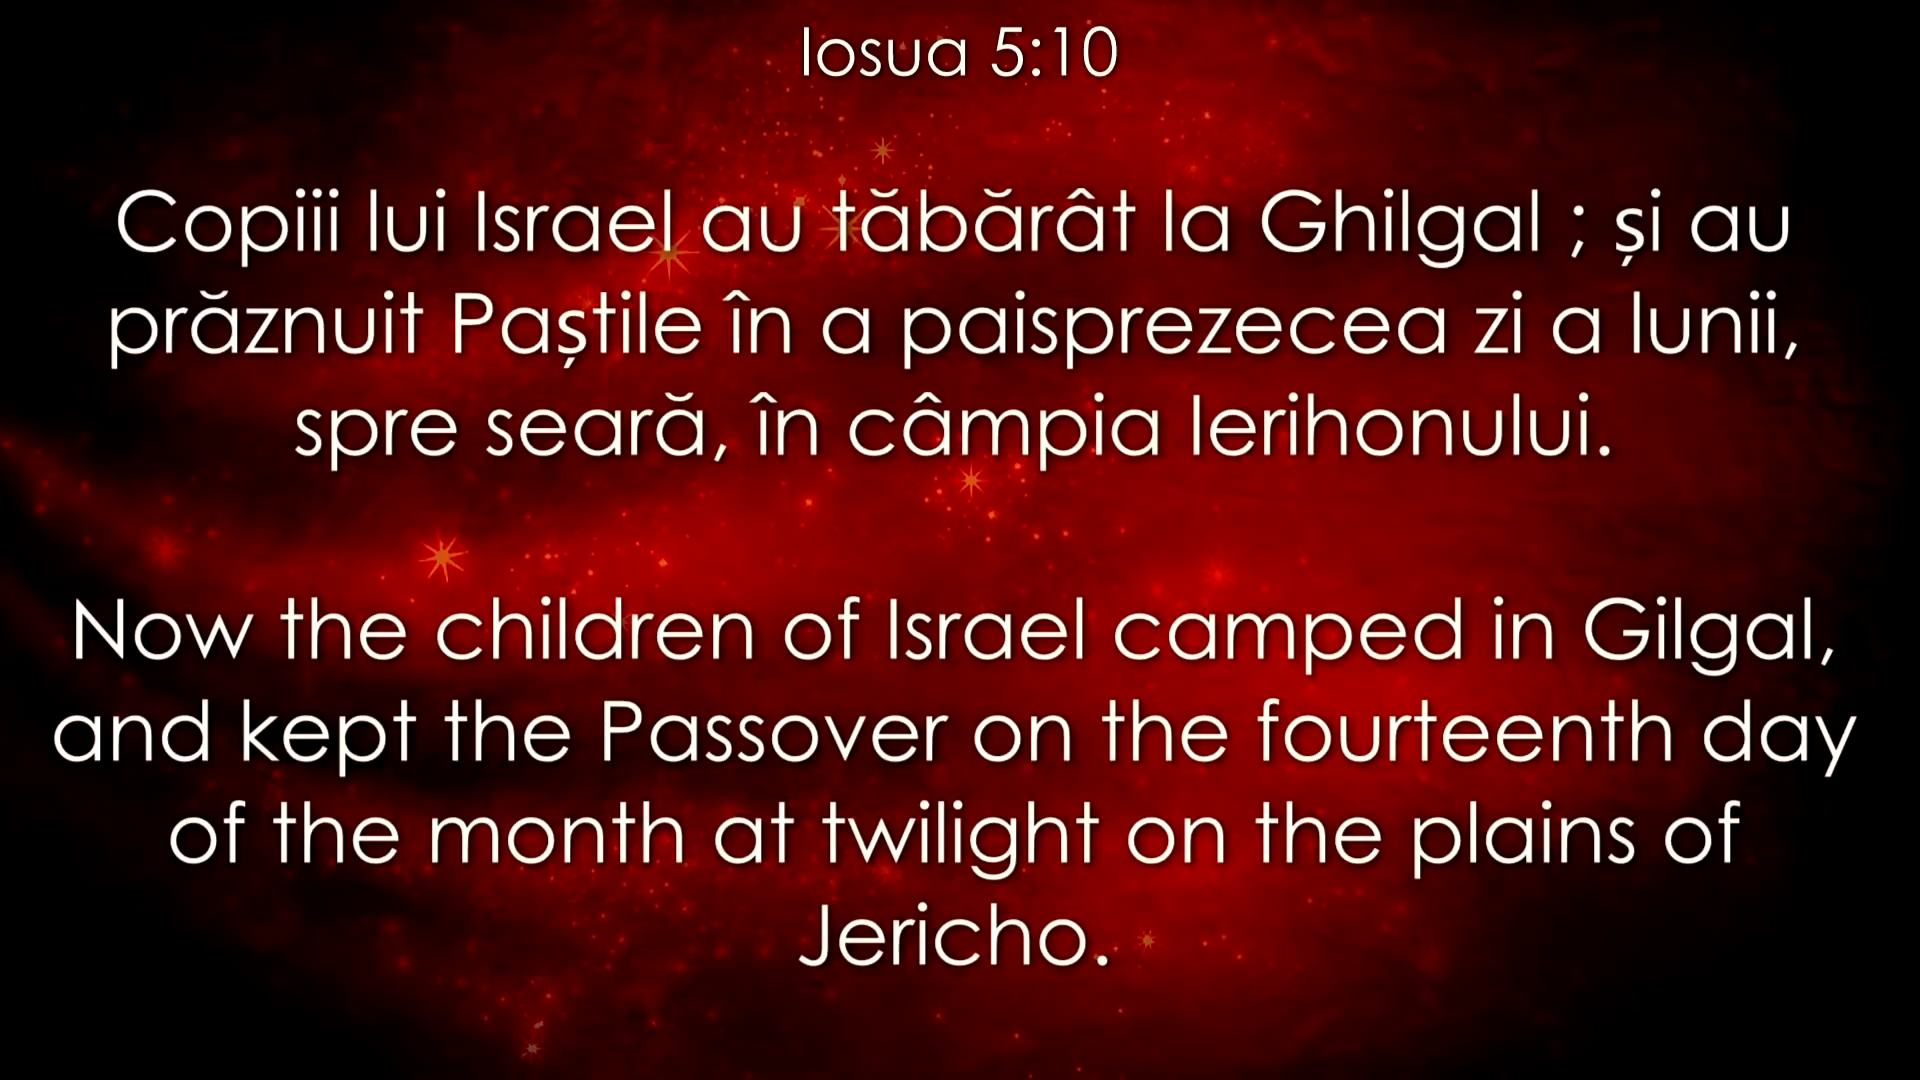 Iosua 5:10
Copiii lui Israel au tăbărât la Ghilgal ; și au
prăznuit Paștile în a paisprezecea zi a lunii,
spre seară, în câmpia Ierihonului.
Now the children of Israel camped in Gilgal,
and kept the Passover on the fourteenth day
of the month at twilight on the plains of
Jericho.